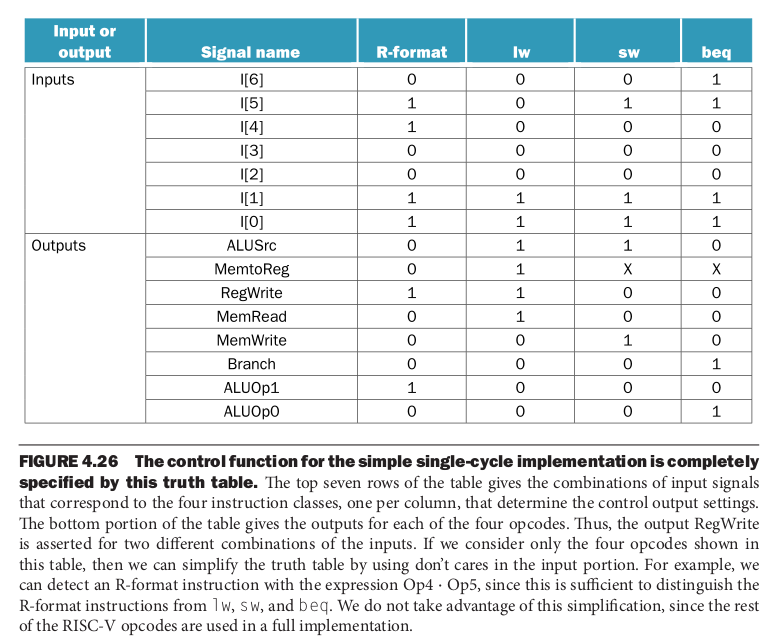 Input or output Signal name R-format lw sw beq
Inputs I[6] 0 0 0 1
I[5] 1 0 1 1
I[4] 1 0 0 0
I[3] 0 0 0 0
I[2] 0 0 0 0
I[1] 1 1 1 1
I[0] 1 1 1 1
Outputs ALUSrc 0 1 1 0
MemtoReg 0 1 X X
RegWrite 1 1 0 0
MemRead 0 1 0 0
MemWrite 0 0 1 0
Branch 0 0 0 1
ALUOp1 1 0 0 0
ALUOp0 0 0 0 1
FIGURE 4.26 The control function for the simple single-cycle implementation is completely
specified by this truth table. The top seven rows of the table gives the combinations of input signals
that correspond to the four instruction classes, one per column, that determine the control output settings.
The bottom portion of the table gives the outputs for each of the four opcodes. Thus, the output RegWrite
is asserted for two different combinations of the inputs. If we consider only the four opcodes shown in
this table, then we can simplify the truth table by using don’t cares in the input portion. For example, we
can detect an R-format instruction with the expression Op4 · Op5, since this is sufficient to distinguish the
R-format instructions from lw, sw, and beq. We do not take advantage of this simplification, since the rest
of the RISC-V opcodes are used in a full implementation.